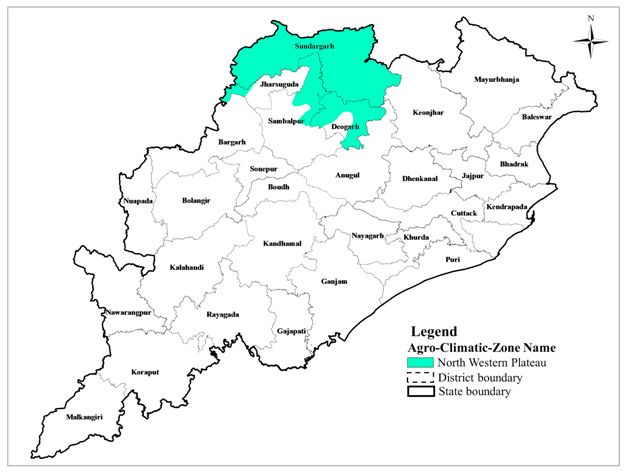 N
Sundargarh
Mayurbhanja
Jharsuguda
Keonjhar
Baleswar
Sambalpur
Deogarh
Bargarh
Bhadrak
Sonepur
Anugul
Dhenkanal
Jajpur
Boudh
Nuapada
Bolangir
Kendrapada
Cuttack
Nayagarh
Khurda
Kandhamal
Puri
Kalahandi
Ganjam
Nawarangpur
Rayagada
Gajapati
Koraput
Malkangiri
Legend
Agro-Climatic-Zone Name
North Western Plateau
District boundary
State boundary